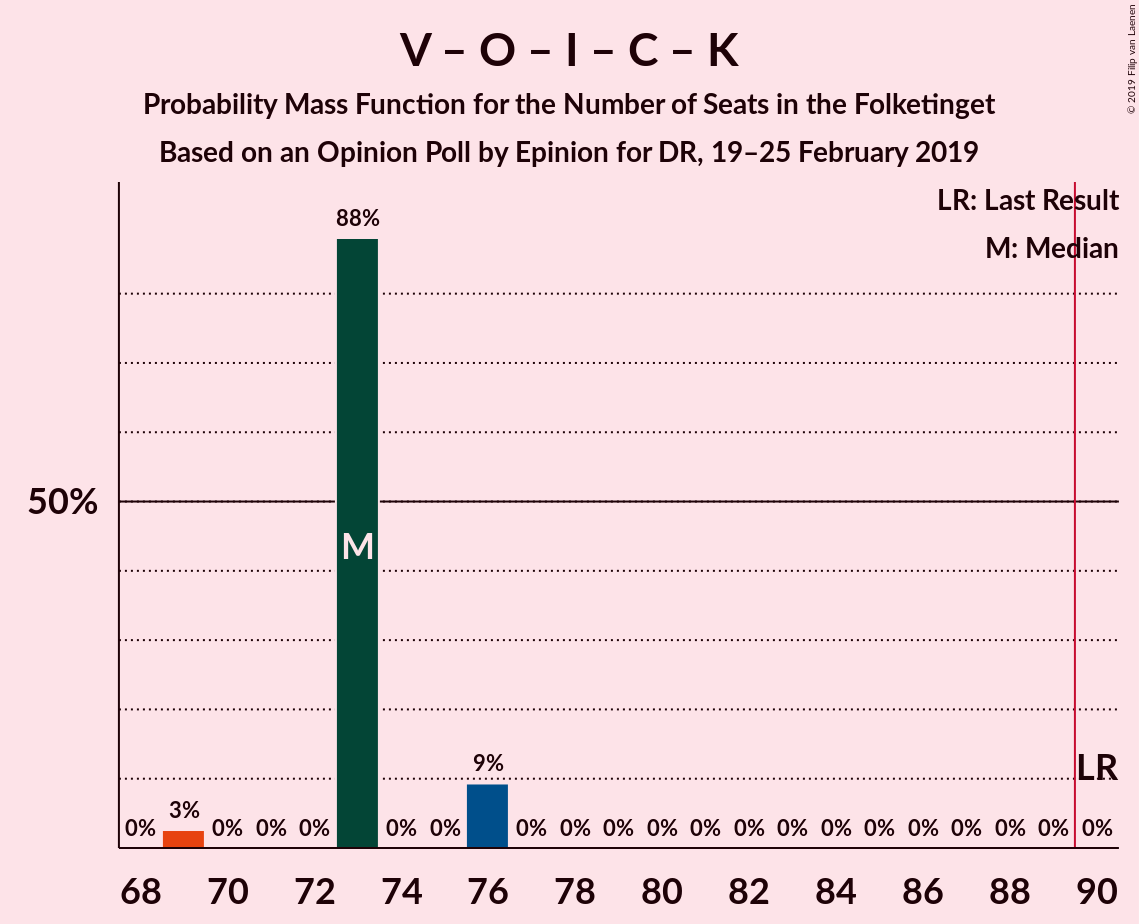 V – O – I – C – K
Probability Mass Function for the Number of Seats in the Folketinget
Based on an Opinion Poll by Epinion for DR, 19–25 February 2019
© 2019 Filip van Laenen
LR: Last Result
M: Median
88%
50%
M
9%
LR
3%
0% 0% 0% 0% 0% 0% 0% 0% 0% 0% 0% 0% 0% 0% 0% 0% 0% 0% 0% 0%
68 70 72 74 76 78 80 82 84 86 88 90